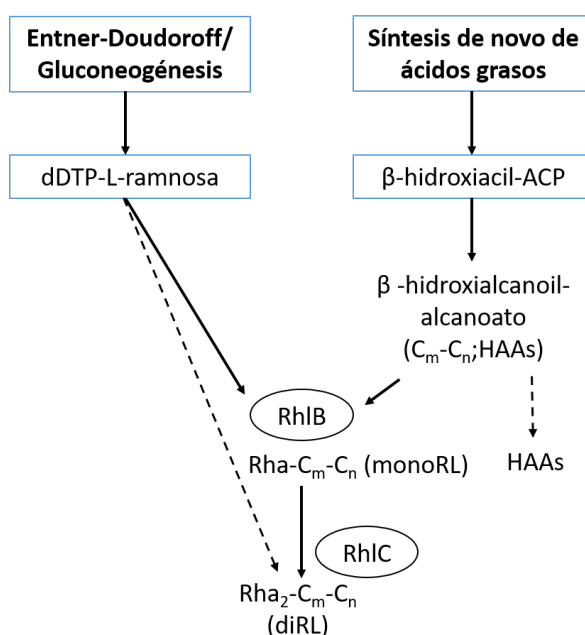 Entner-Doudoroff/
Gluconeogénesis
Síntesis de novo de
ácidos grasos
dDTP-L-ramnosa
β-hidroxiacil-ACP
β -hidroxialcanoil-
alcanoato
(Cₘ-Cₙ;HAAs)
RhlB
Rha-Cₘ-Cₙ (monoRL)
HAAs
RhlC
Rha₂-Cₘ-Cₙ
(diRL)